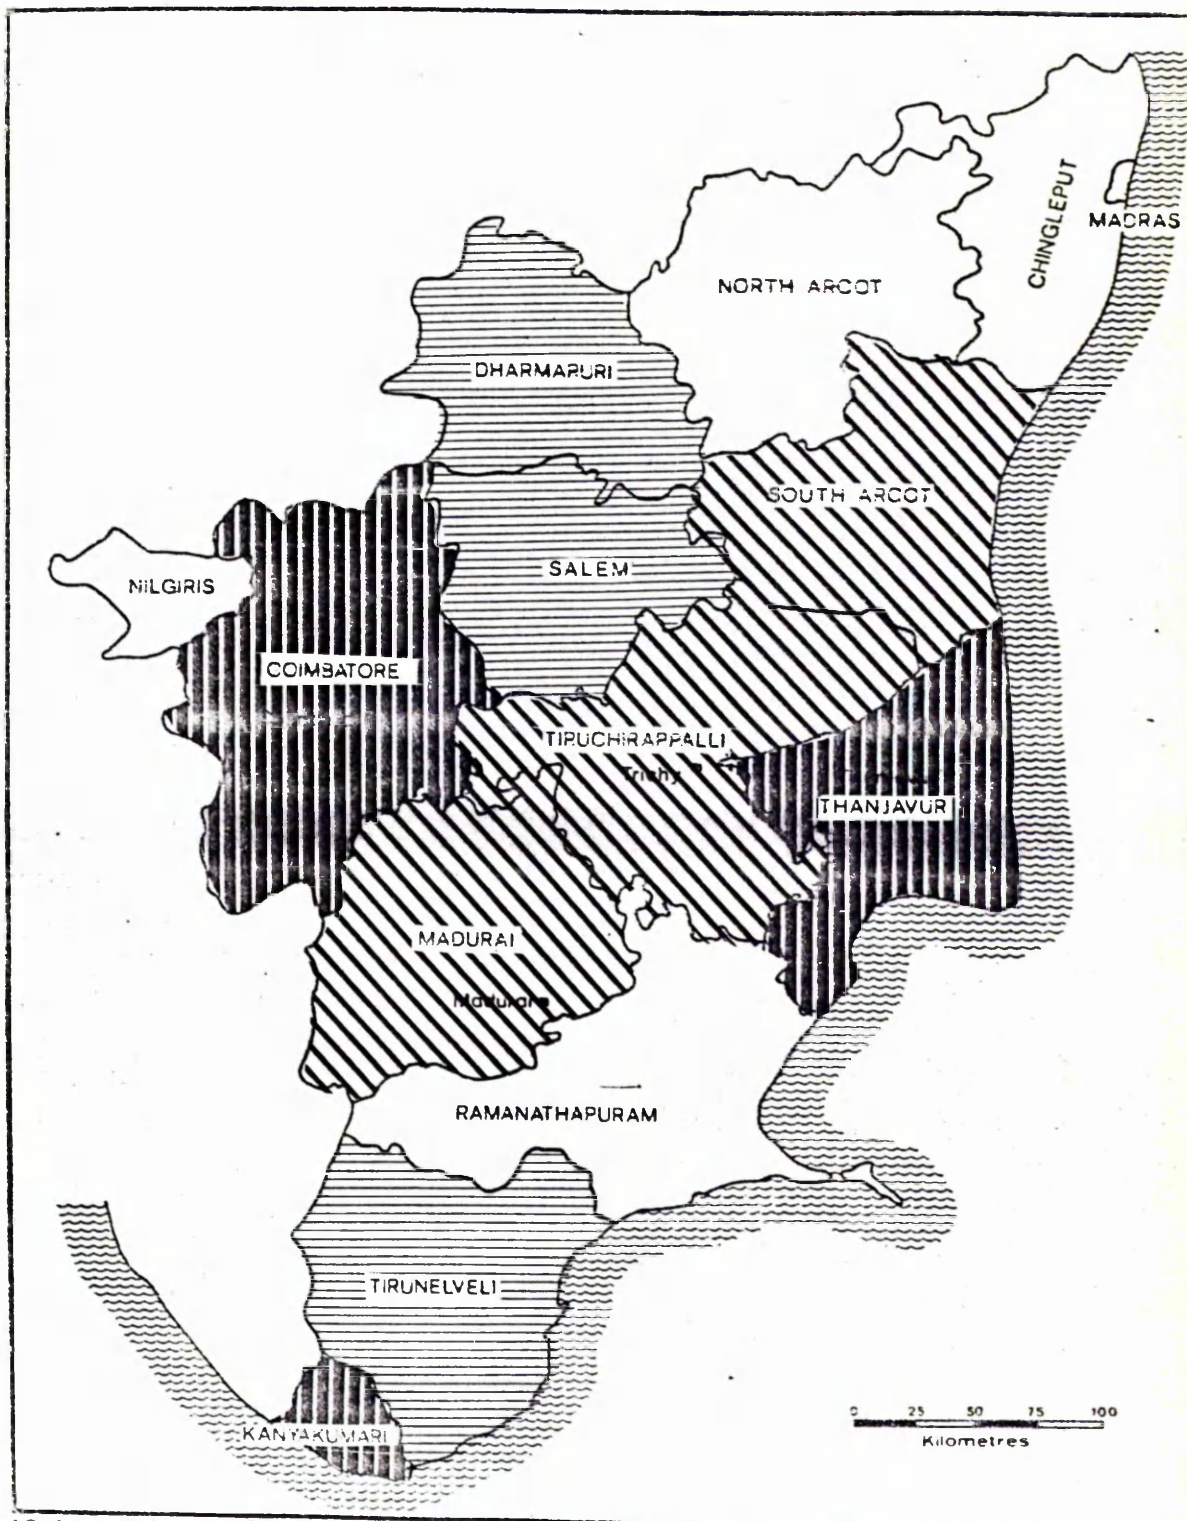 CHINGLEPUT
MADRAS
NORTH ARCOT
DHARMAPURI
SOUTH ARCOT
SALEM
NILGIRIS
COIMBATORE
TIRUCHIRAPPALLI
Trichy
THANJAVUR
MADURAI
Madurai
RAMANATHAPURAM
TIRUNELVELI
KANYAKUMARI
0 25 50 75 100
Kilometres